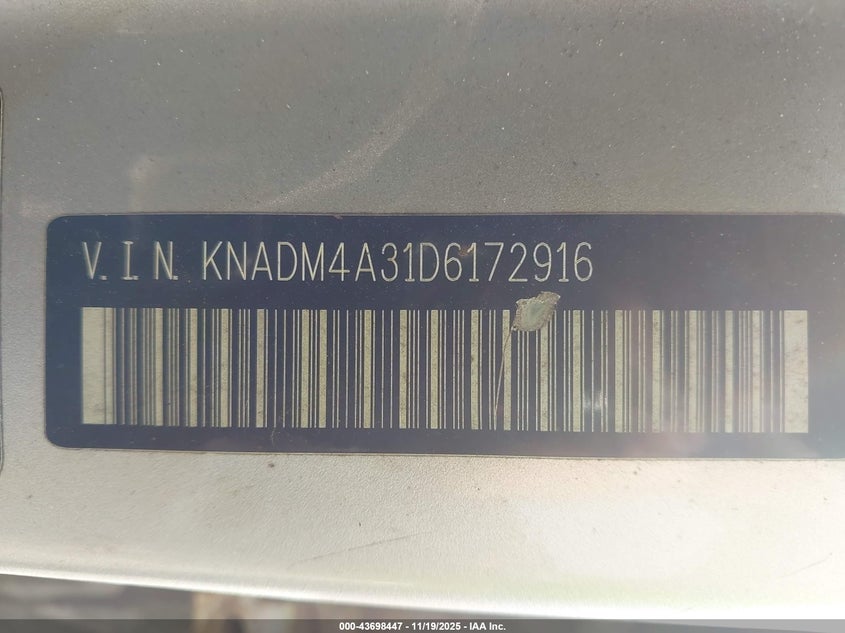 V.I.N. KNADM4A31D6172916
000-43698447 - 11/19/2025 - IAA Inc.